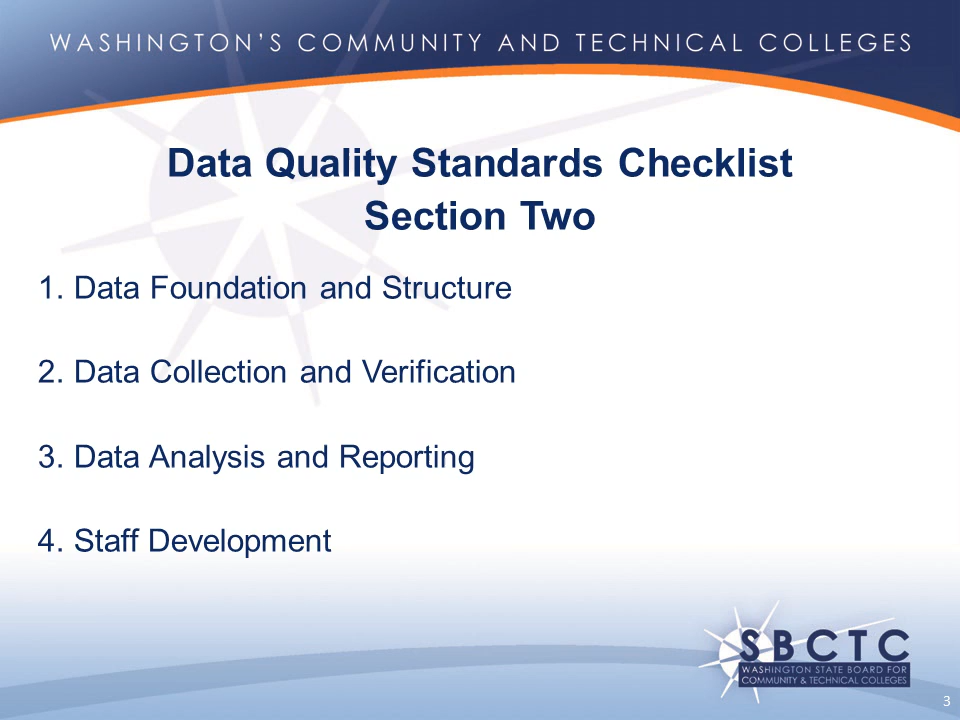 WASHINGTON'S COMMUNITY AND TECHNICAL COLLEGES
Data Quality Standards Checklist
Section Two
1. Data Foundation and Structure
2. Data Collection and Verification
3. Data Analysis and Reporting
4. Staff Development
SBCTC
WASHINGTON STATE BOARD FOR
COMMUNITY & TECHNICAL COLLEGES
3